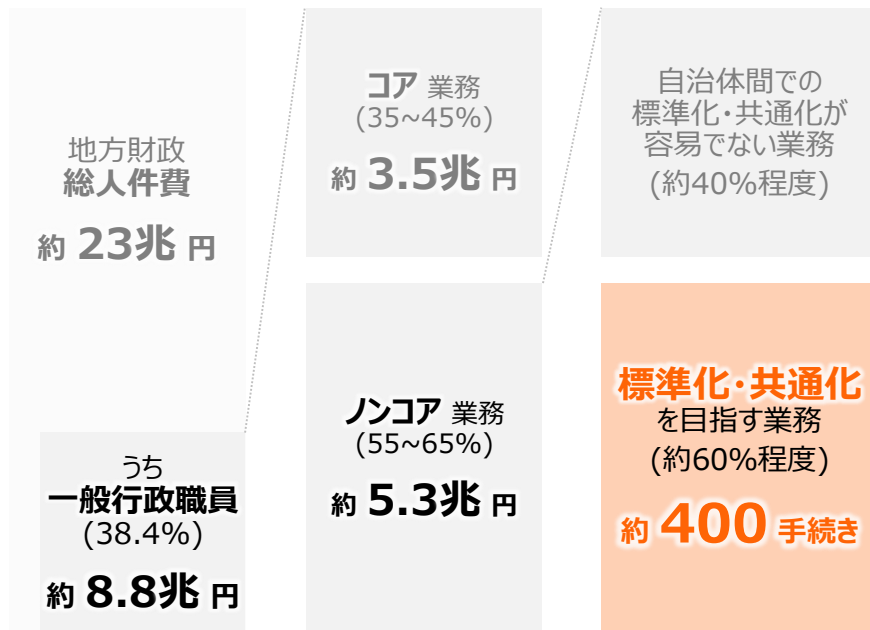 地方財政
総人件費
約 23兆 円
うち
一般行政職員
(38.4%)
約 8.8兆 円
コア 業務
(35~45%)
約 3.5兆 円
ノンコア 業務
(55~65%)
約 5.3兆 円
自治体間での
標準化・共通化が
容易でない業務
(約40%程度)
標準化・共通化
を目指す業務
(約60%程度)
約 400 手続き